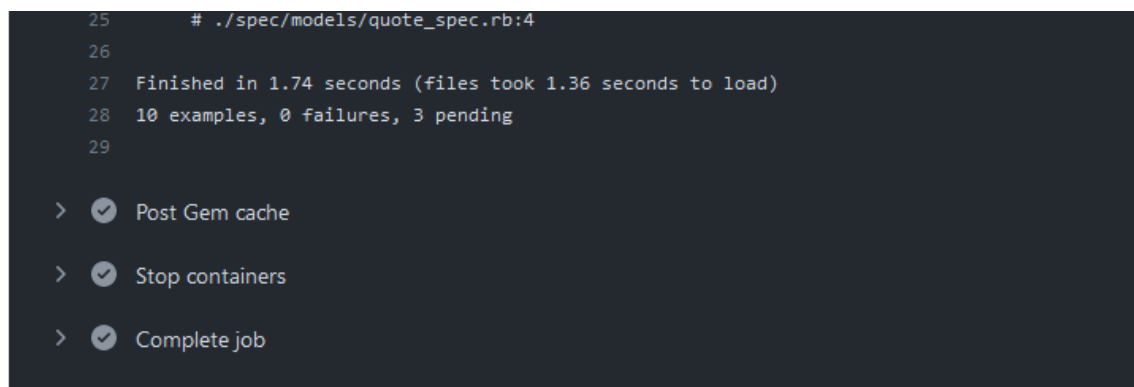 25 # ./spec/models/quote_spec.rb:4
26
27 Finished in 1.74 seconds (files took 1.36 seconds to load)
28 10 examples, 0 failures, 3 pending
29
Post Gem cache
Stop containers
Complete job